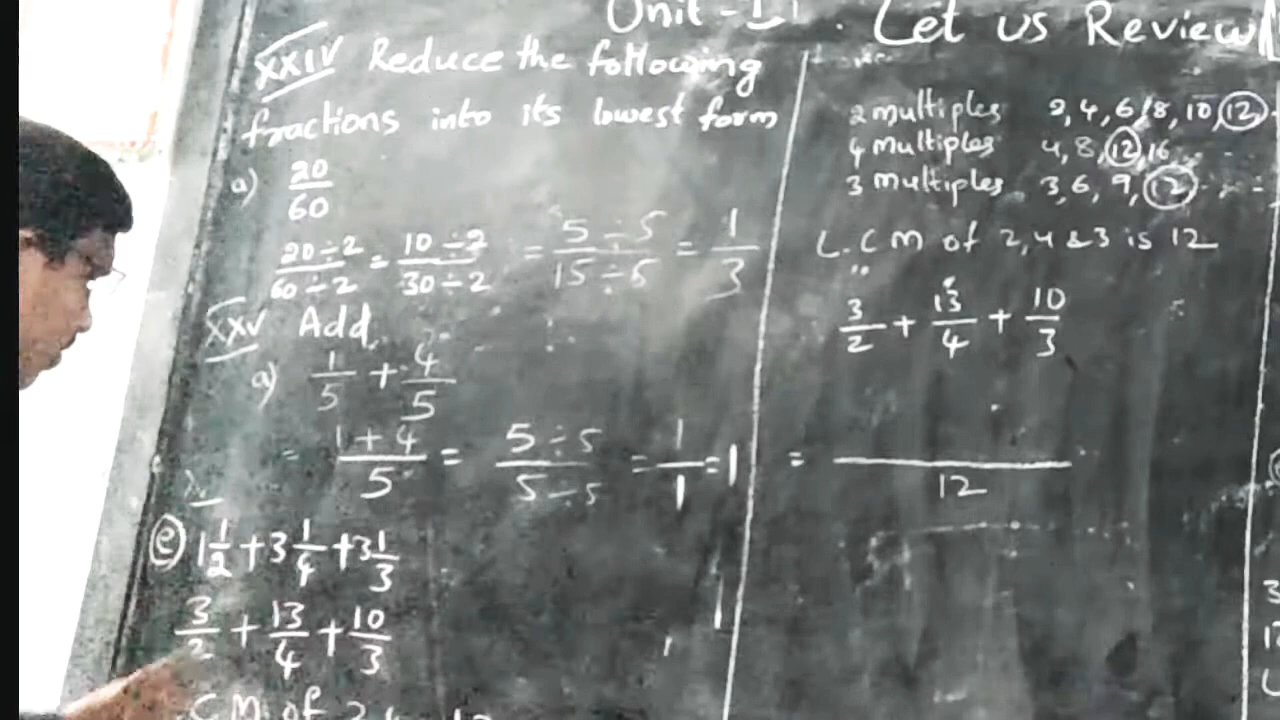 Unit - 11. Let us Review
XXIV Reduce the following
fractions into its lowest form
a) 20/60
20÷2/60÷2 = 10÷2/30÷2 = 5÷5/15÷5 = 1/3
XXV Add,
a) 1/5 + 4/5
= 1+4/5 = 5÷5/5÷5 = 1/1 = 1
(e) 1 1/2 + 3 1/4 + 3 1/3
3/2 + 13/4 + 10/3
CM of 2
2 multiples 2, 4, 6, 8, 10, 12
4 multiples 4, 8, 12, 16
3 multiples 3, 6, 9, 12
L.C M of 2, 4 & 3 is 12
3/2 + 13/4 + 10/3
= /12